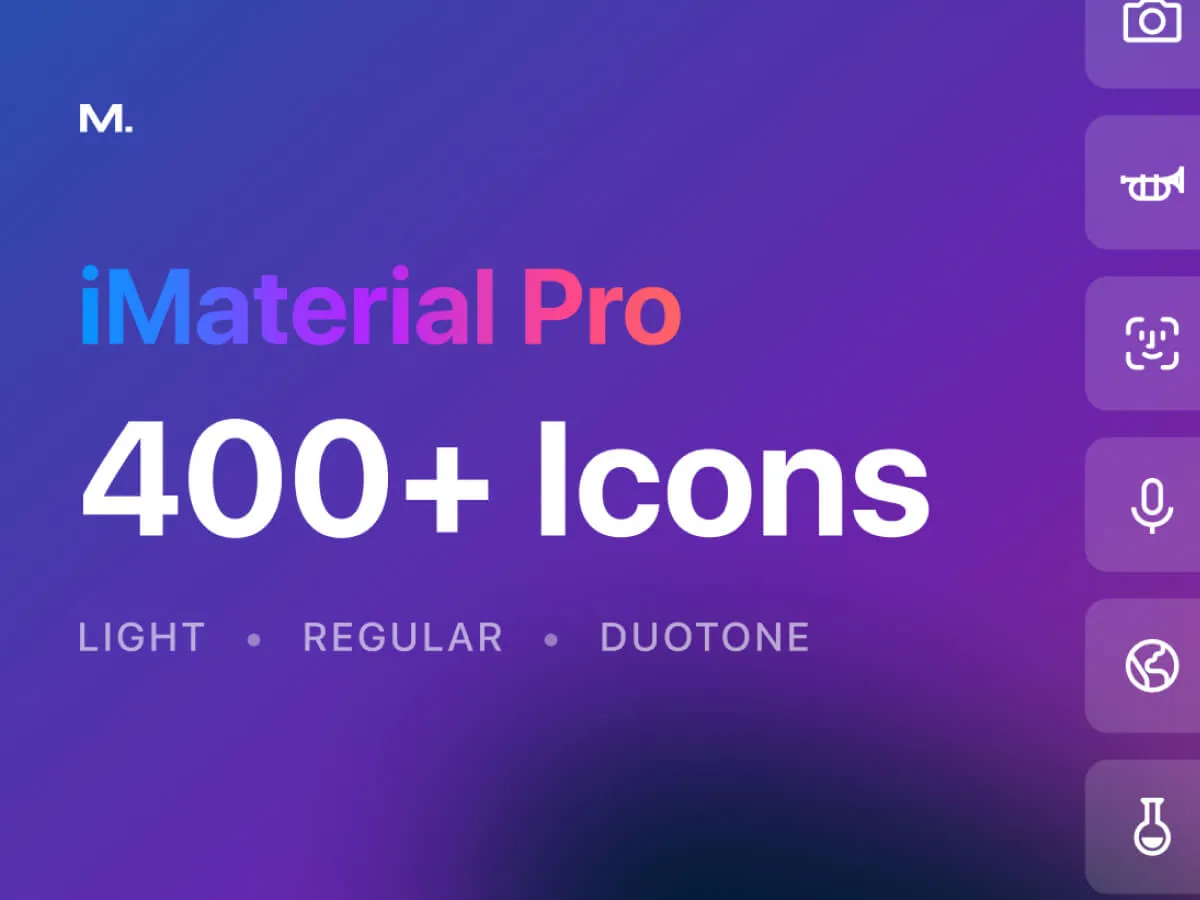 M.
iMaterial Pro
400+ Icons
LIGHT • REGULAR • DUOTONE